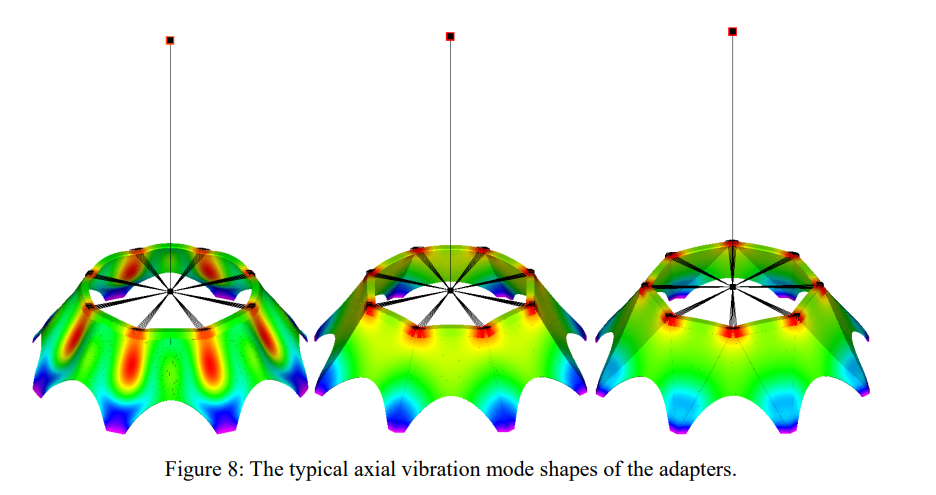 Figure 8: The typical axial vibration mode shapes of the adapters.